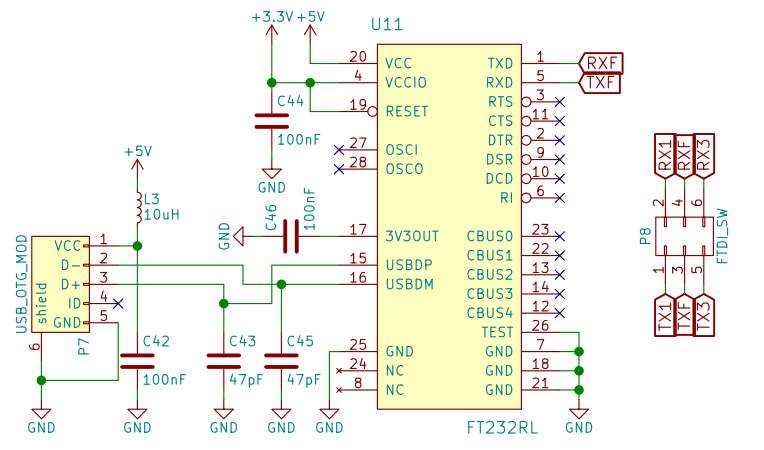 +3.3V +5V
U11
20 VCC
4 VCCIO
19 RESET
27 OSCI
28 OSCO
17 3V3OUT
15 USBDP
16 USBDM
25 GND
24 NC
8 NC
TXD 1 RXF
RXD 5 TXF
RTS 3
CTS 11
DTR 2
DSR 9
DCD 10
RI 6
CBUS0 23
CBUS1 22
CBUS2 13
CBUS3 14
CBUS4 12
TEST 26
GND 7
GND 18
GND 21
FT232RL
GND
C44
100nF
GND
GND
C46
100nF
+5V
L3
10uH
USB_OTG_MOD
shield
VCC 1
D- 2
D+ 3
ID 4
GND 5
6
P7
C42
100nF
C43
47pF
C45
47pF
GND
GND
GND
GND
GND
RX1
RXF
RX3
2
4
6
P8
FTDI_SW
1
3
5
TX1
TXF
TX3